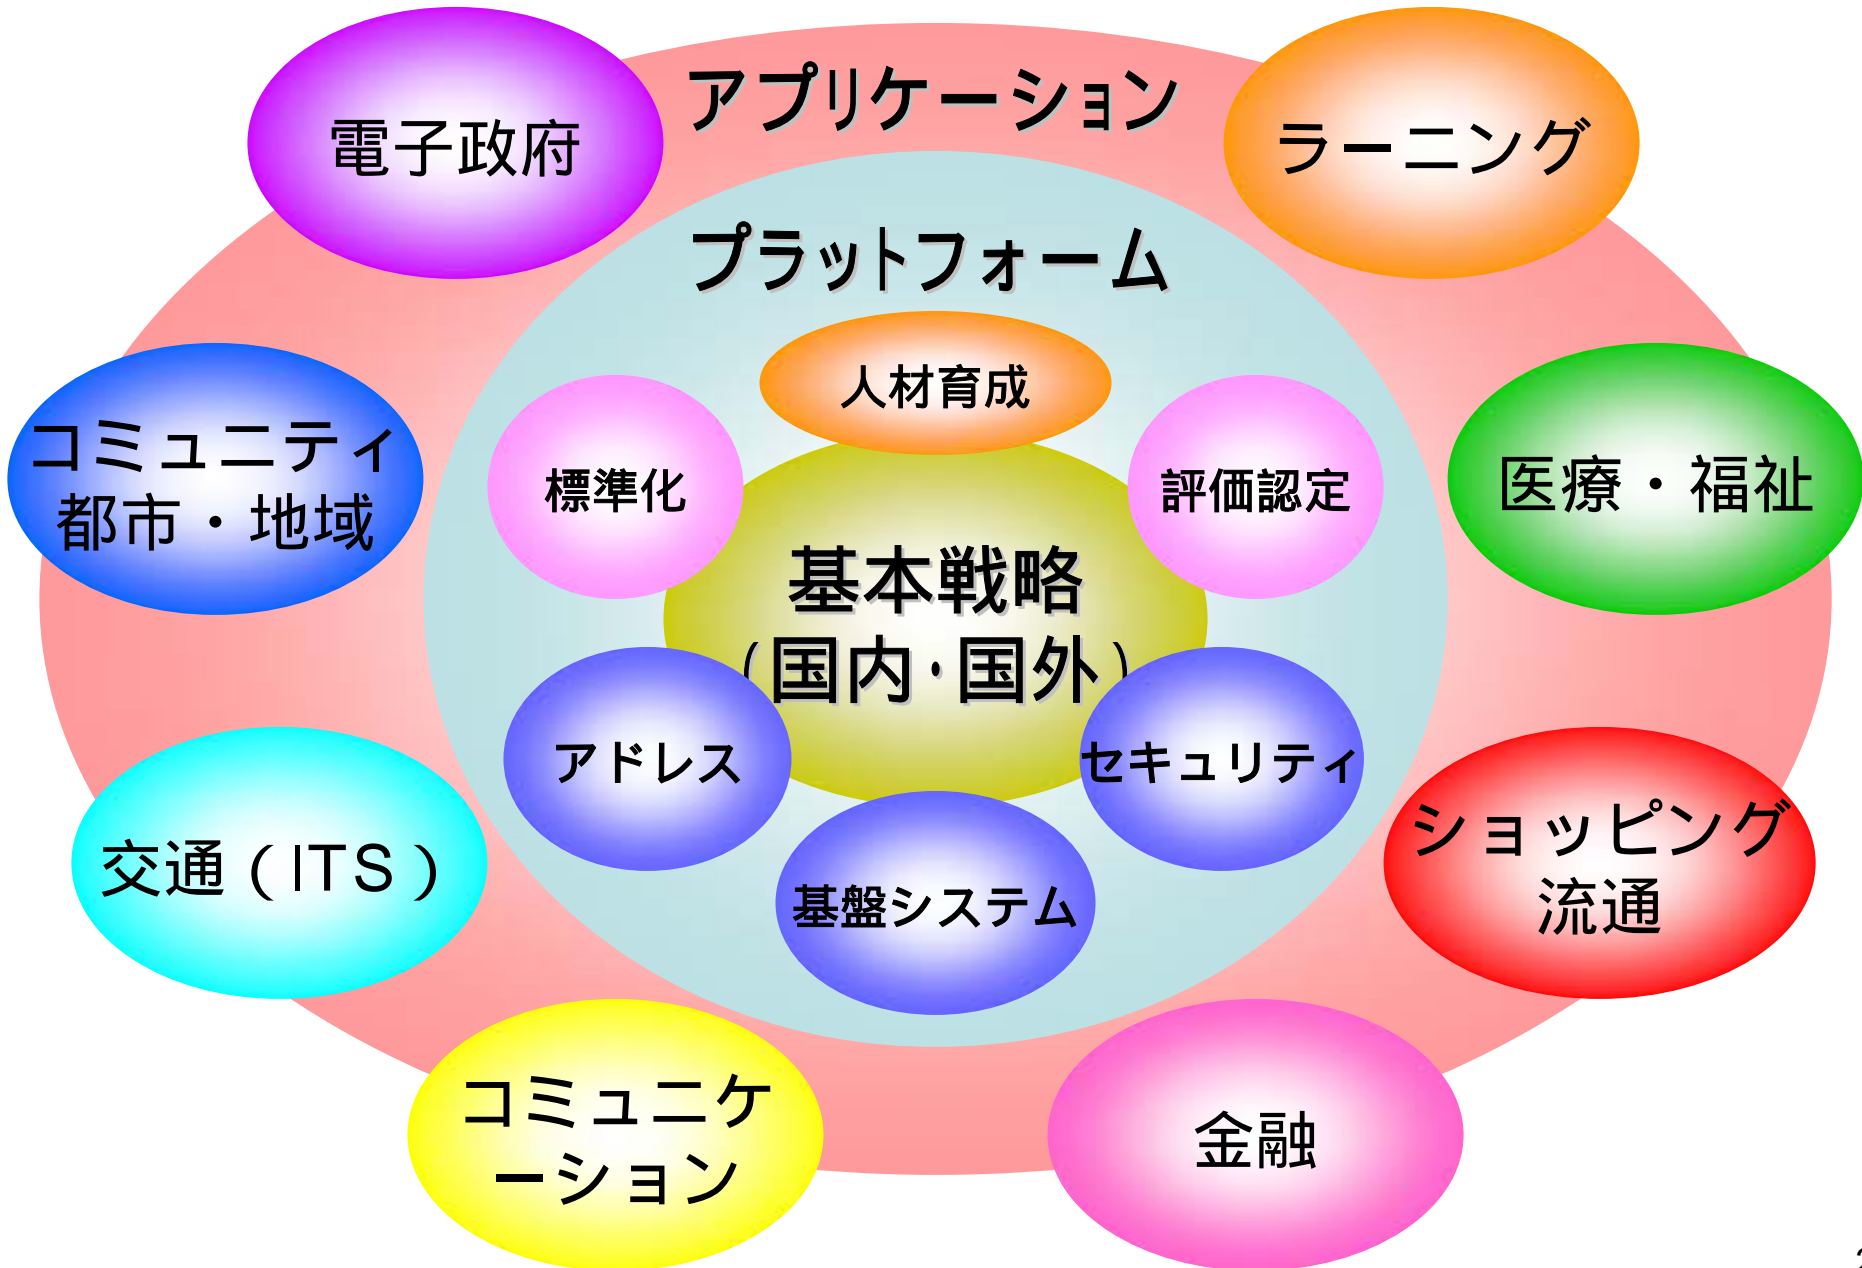 アプリケーション
電子政府
ラーニング
プラットフォーム
人材育成
コミュニティ
都市・地域
標準化
評価認定
医療・福祉
基本戦略
（国内・国外）
アドレス
セキュリティ
交通（ITS）
ショッピング
流通
基盤システム
コミュニケ
ーション
金融